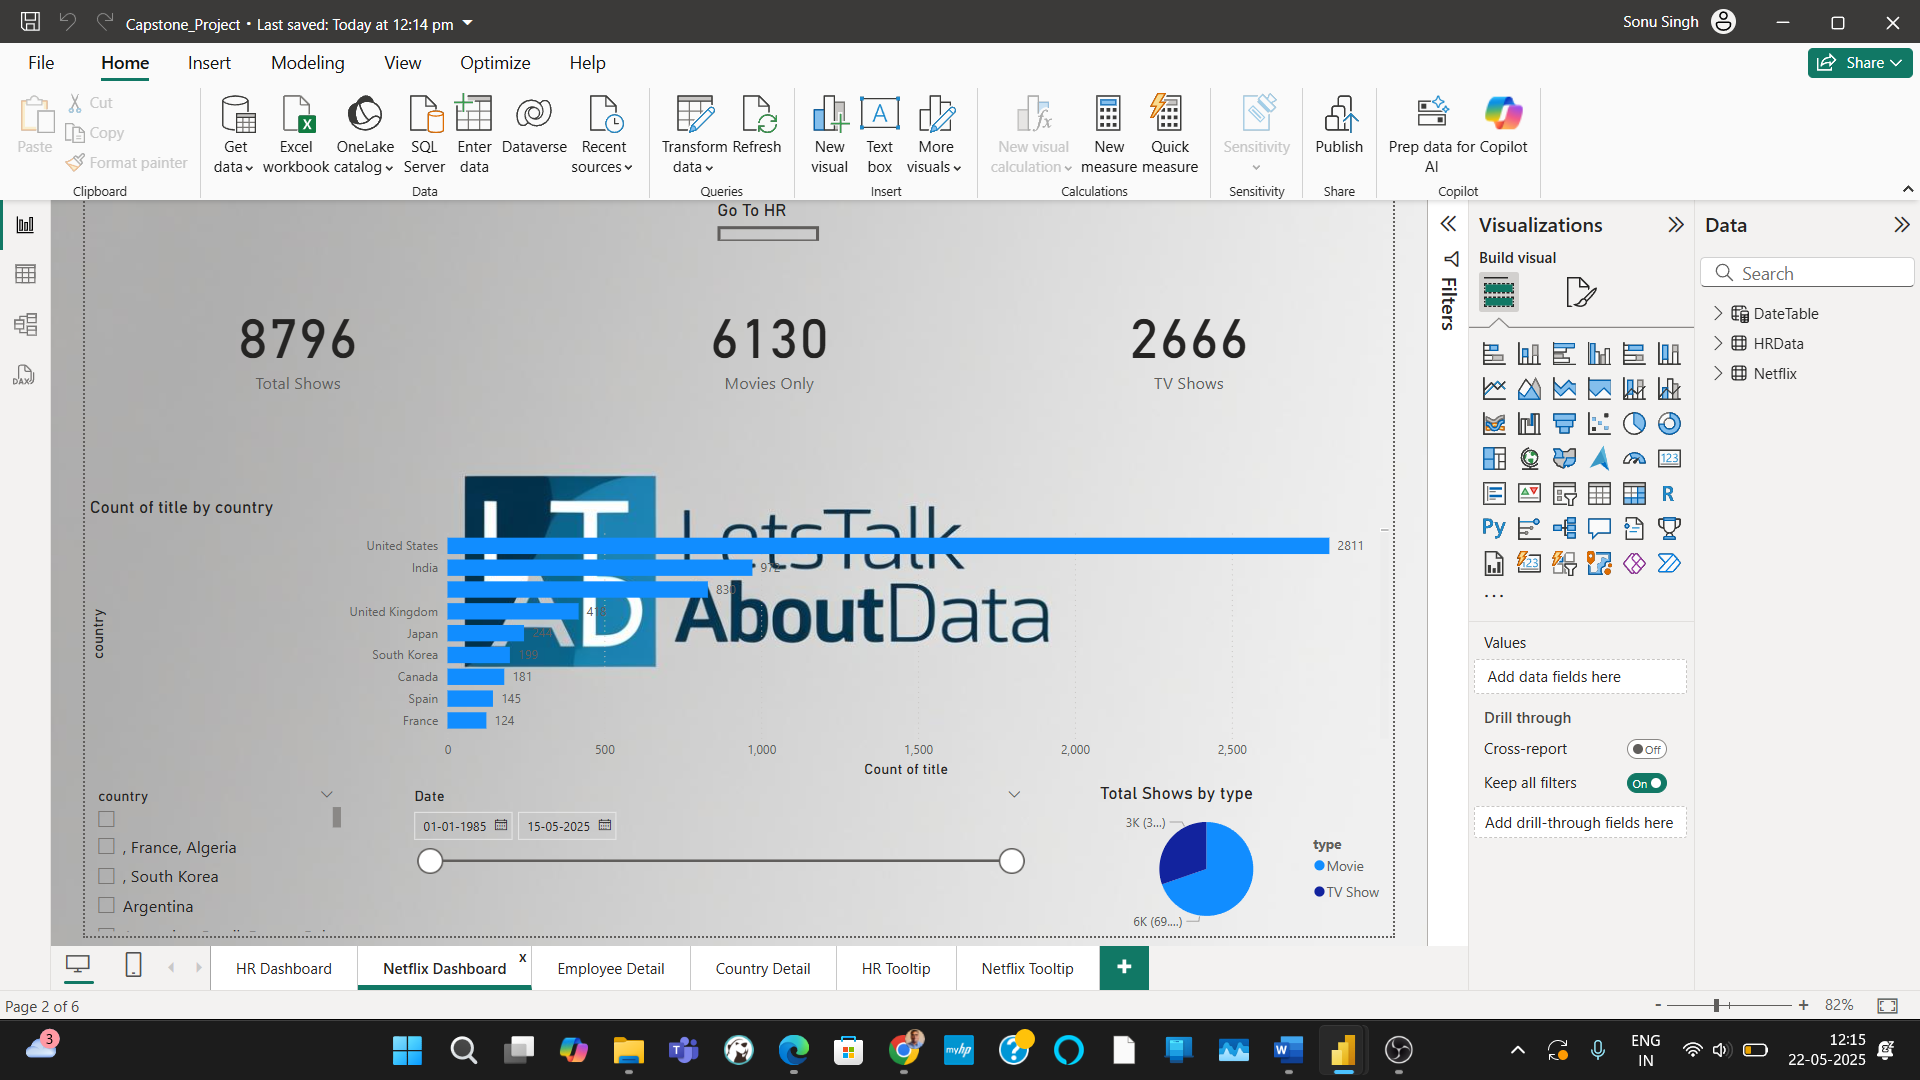 Capstone_Project • Last saved: Today at 12:14 pm
Sonu Singh
File Home Insert Modeling View Optimize Help
Share
Paste
Cut
Copy
Format painter
Clipboard
Get data
Excel workbook
OneLake catalog
SQL Server
Enter data
Dataverse
Recent sources
Data
Transform data
Refresh
Queries
New visual
Text box
More visuals
Insert
New visual calculation
New measure
Quick measure
Calculations
Sensitivity
Sensitivity
Publish
Share
Prep data for AI
Copilot
Copilot
Go To HR
8796
Total Shows
6130
Movies Only
2666
TV Shows
LetsTalk
AboutData
Count of title by country
country
United States 2811
India 972
830
United Kingdom
Japan 244
South Korea 199
Canada 181
Spain 145
France 124
0 500 1,000 1,500 2,000 2,500
Count of title
country
, France, Algeria
, South Korea
Argentina
Date
01-01-1985 15-05-2025
Total Shows by type
3K (3...)
6K (69....)
type
Movie
TV Show
Filters
Visualizations
Build visual
123
R
Py
123
...
Values
Add data fields here
Drill through
Cross-report Off
Keep all filters On
Add drill-through fields here
Data
Search
DateTable
HRData
Netflix
DAX
HR Dashboard
Netflix Dashboard x
Employee Detail
Country Detail
HR Tooltip
Netflix Tooltip
+
Page 2 of 6
- + 82%
3
myhp
W
ENG
IN
12:15
22-05-2025